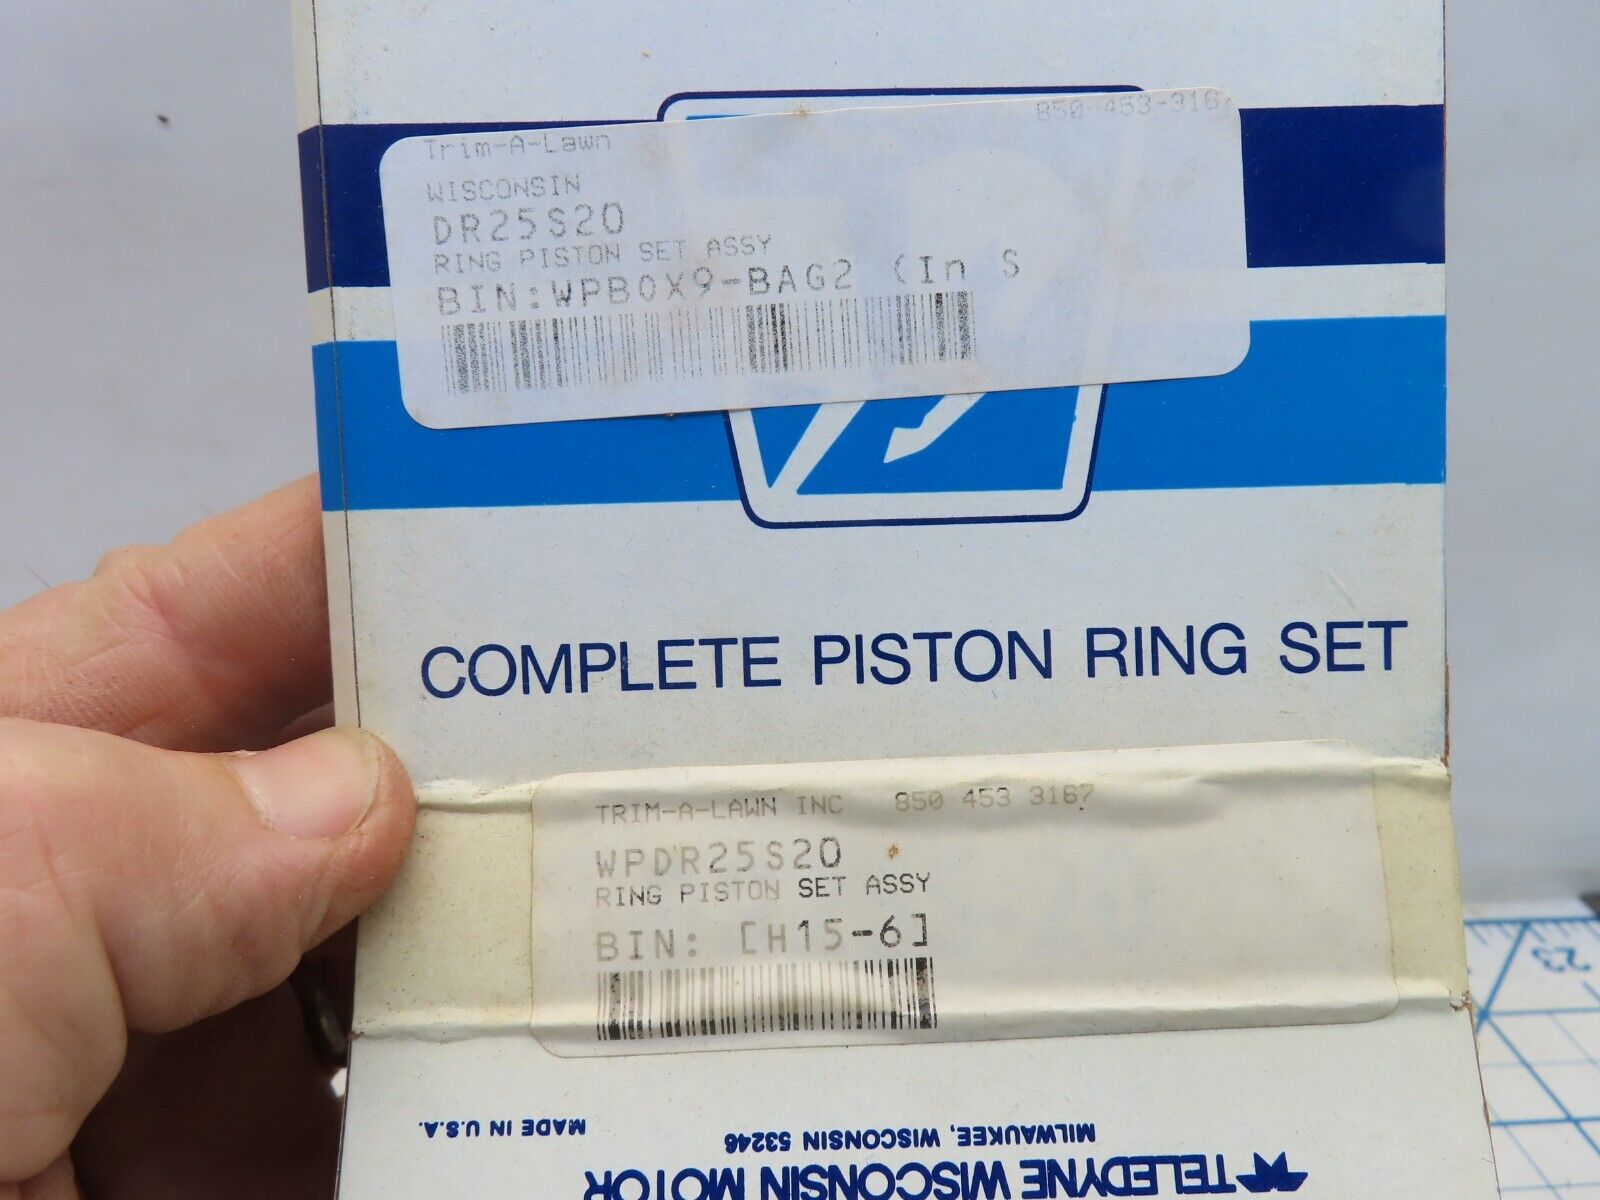 850-453-3167
Trim-A-Lawn
WISCONSIN
DR25S20
RING PISTON SET ASSY
BIN:WPBOX9-BAG2 (In S
COMPLETE PISTON RING SET
TRIM-A-LAWN INC 850 453 3167
WPDR25S20
RING PISTON SET ASSY
BIN: [H15-6]
TELEDYNE WISCONSIN MOTOR
MILWAUKEE, WISCONSIN 53246
MADE IN U.S.A.
23